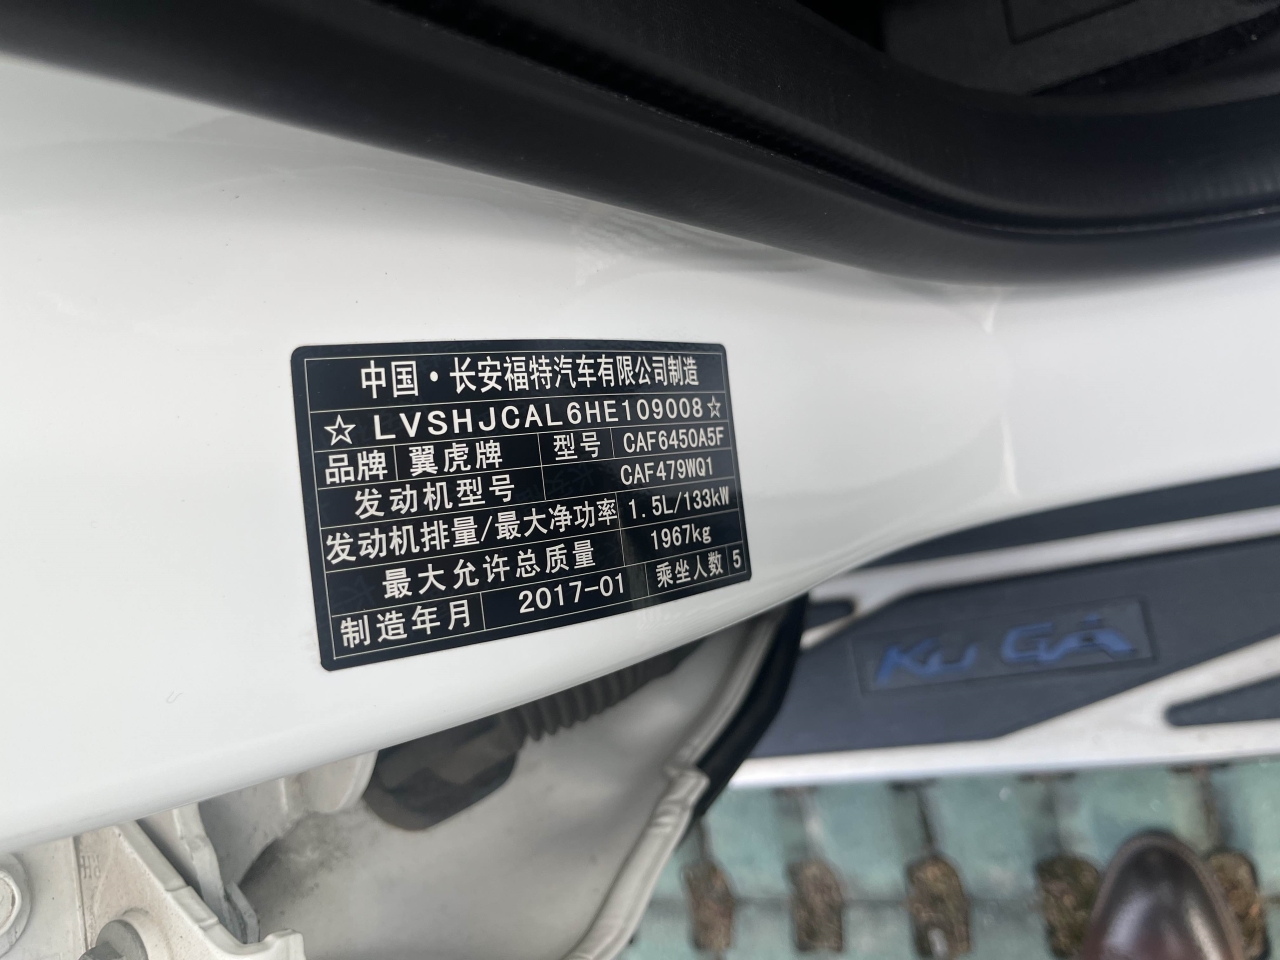 中国·长安福特汽车有限公司制造
☆LVSHJCAL6HE109008☆
品牌 翼虎牌 型号 CAF6450A5F
发动机型号 CAF479WQ1
发动机排量/最大净功率 1.5L/133kW
最大允许总质量 1967kg
制造年月 2017-01 乘坐人数 5
KUGA